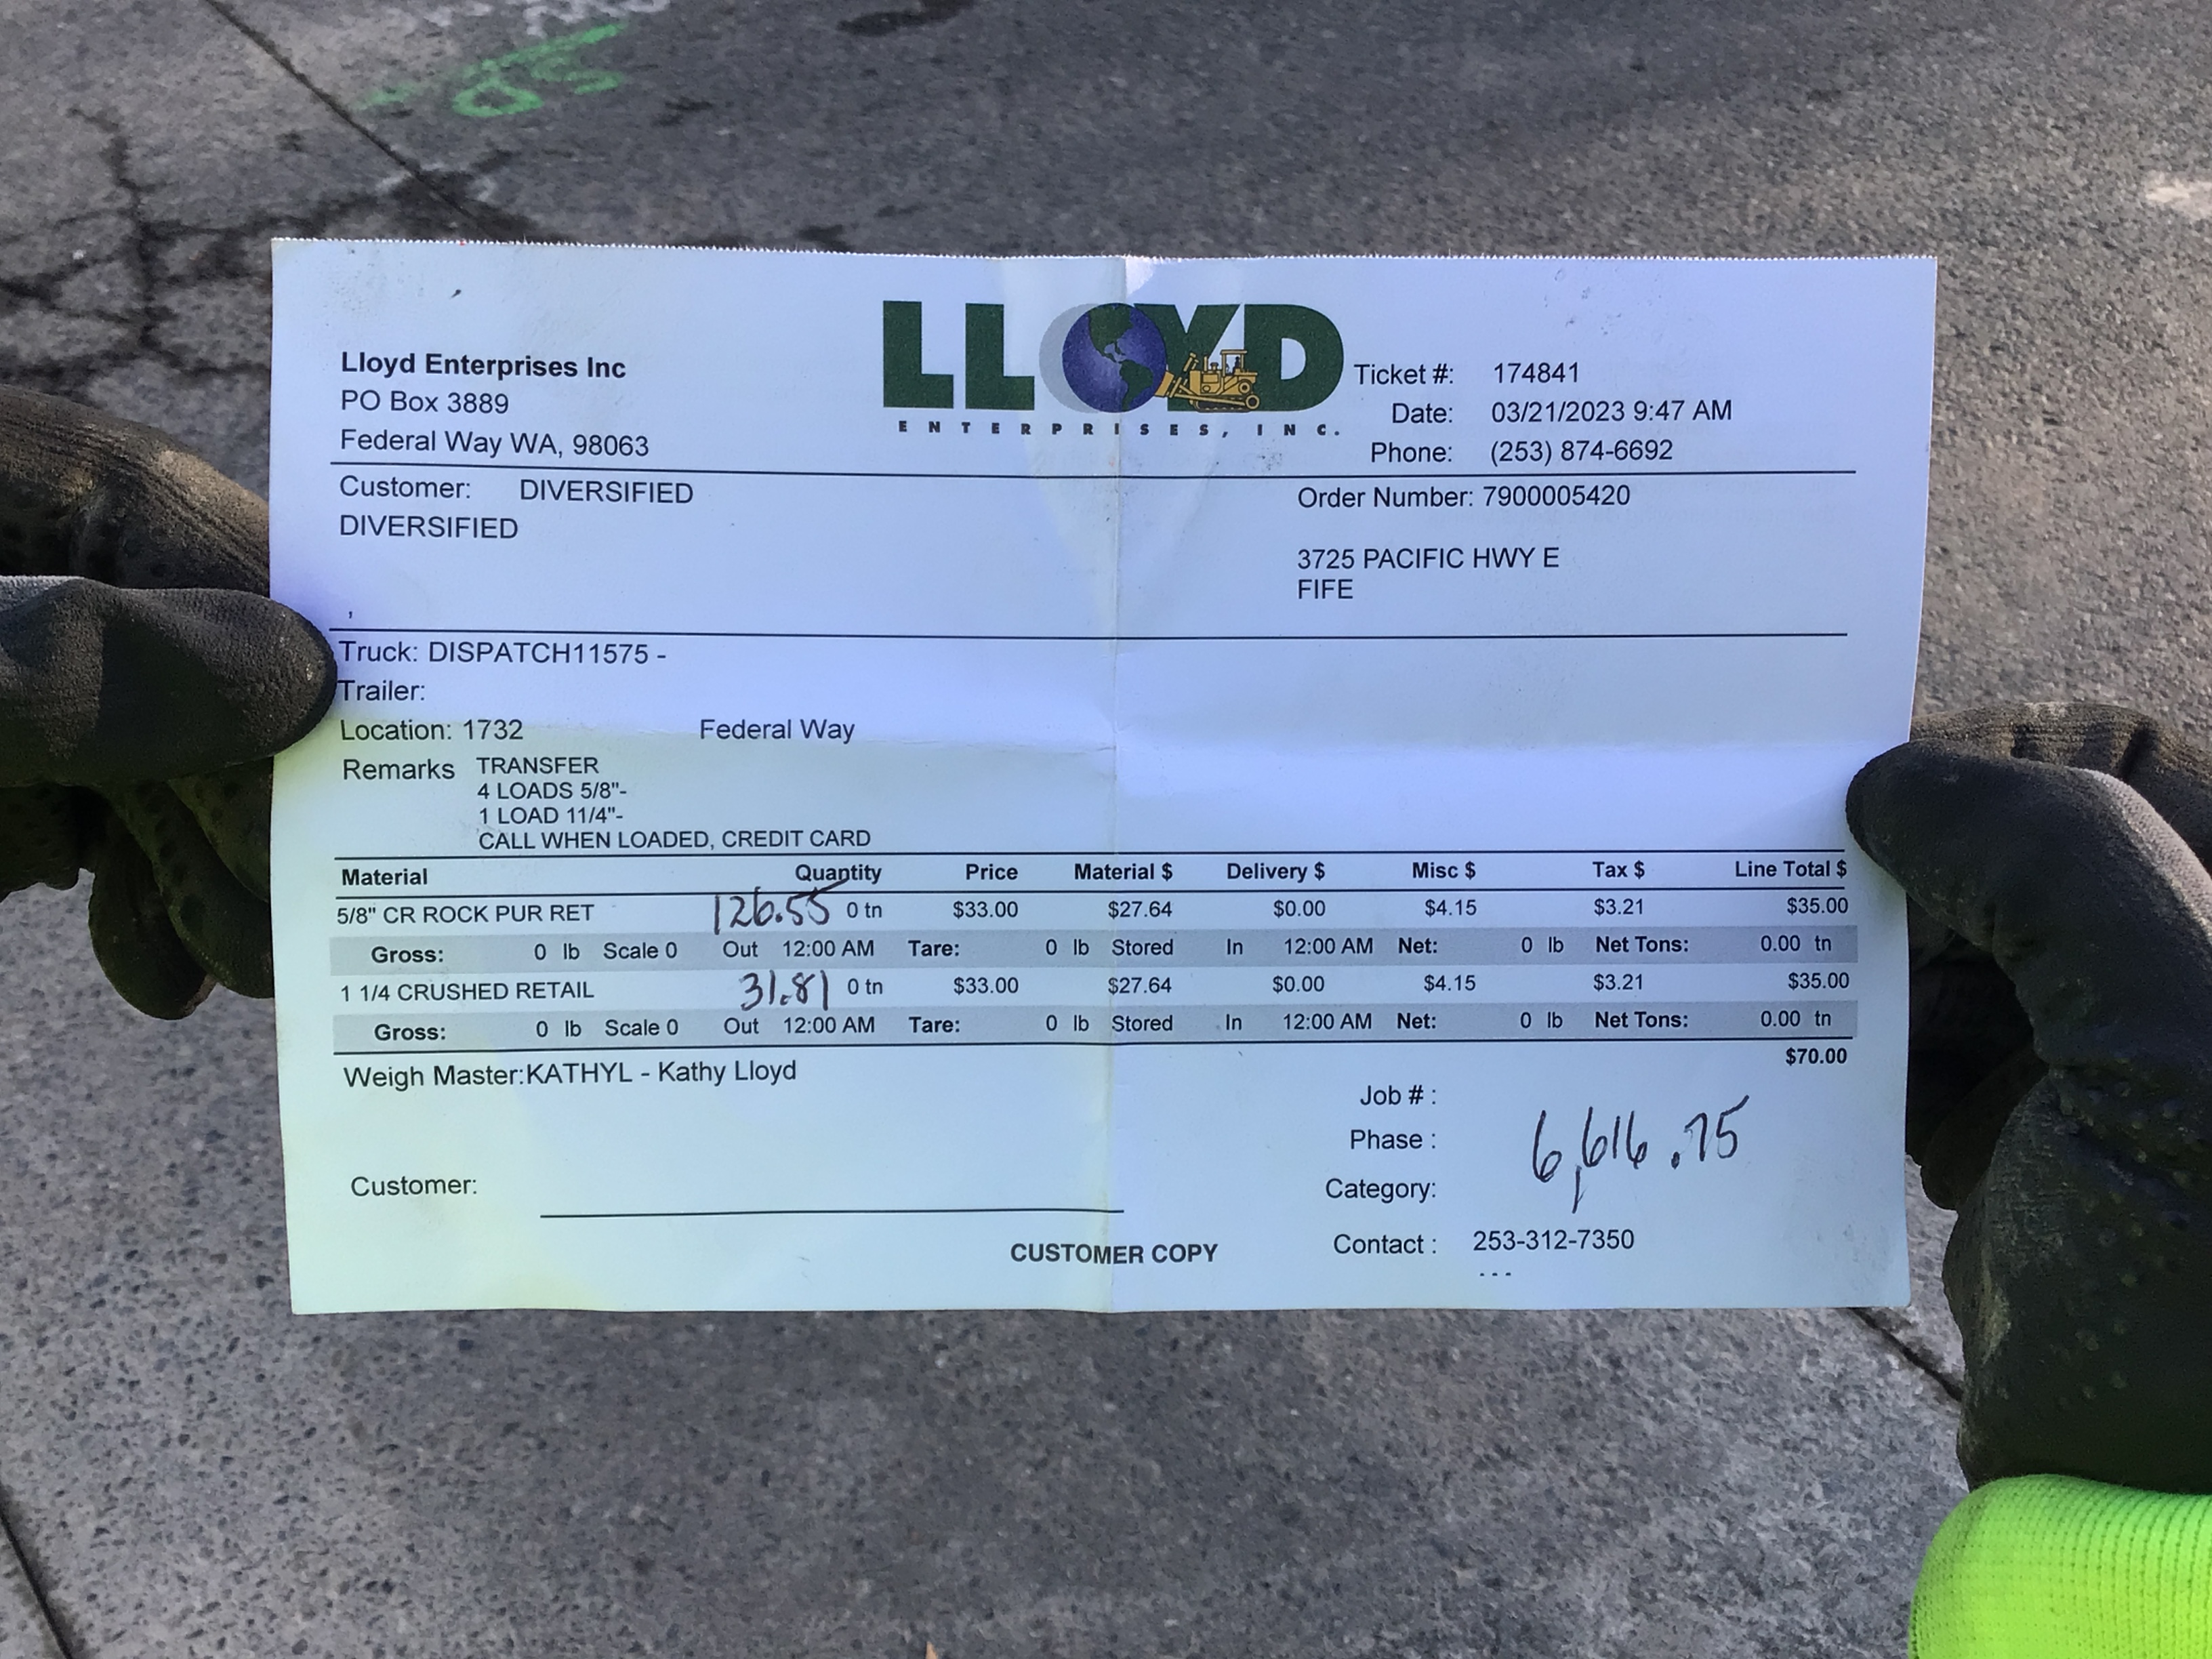 50
LLOYD
ENTERPRISES, INC.
Lloyd Enterprises Inc
PO Box 3889
Federal Way WA, 98063
Ticket #: 174841
Date: 03/21/2023 9:47 AM
Phone: (253) 874-6692
Customer: DIVERSIFIED
DIVERSIFIED
,
Order Number: 7900005420
3725 PACIFIC HWY E
FIFE
Truck: DISPATCH11575 -
Trailer:
Location: 1732 Federal Way
Remarks TRANSFER
4 LOADS 5/8"-
1 LOAD 11/4"-
CALL WHEN LOADED, CREDIT CARD
Material Quantity Price Material $ Delivery $ Misc $ Tax $ Line Total $
5/8" CR ROCK PUR RET 126.55 0 tn $33.00 $27.64 $0.00 $4.15 $3.21 $35.00
Gross: 0 lb Scale 0 Out 12:00 AM Tare: 0 lb Stored In 12:00 AM Net: 0 lb Net Tons: 0.00 tn
1 1/4 CRUSHED RETAIL 31.81 0 tn $33.00 $27.64 $0.00 $4.15 $3.21 $35.00
Gross: 0 lb Scale 0 Out 12:00 AM Tare: 0 lb Stored In 12:00 AM Net: 0 lb Net Tons: 0.00 tn
$70.00
Weigh Master:KATHYL - Kathy Lloyd
Job # :
Phase :
6,616.75
Category:
Customer:
Contact : 253-312-7350
- - -
CUSTOMER COPY